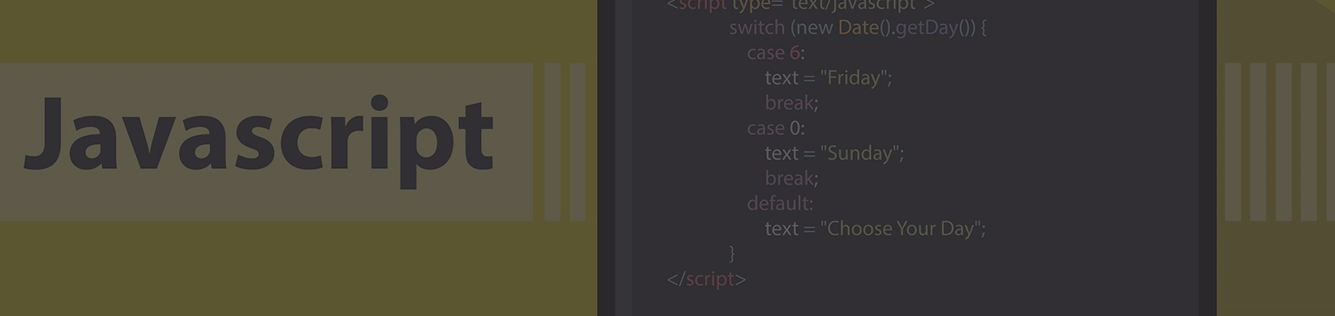 Javascript
<script type="text/javascript">
switch (new Date().getDay()) {
case 6:
text = "Friday";
break;
case 0:
text = "Sunday";
break;
default:
text = "Choose Your Day";
}
</script>